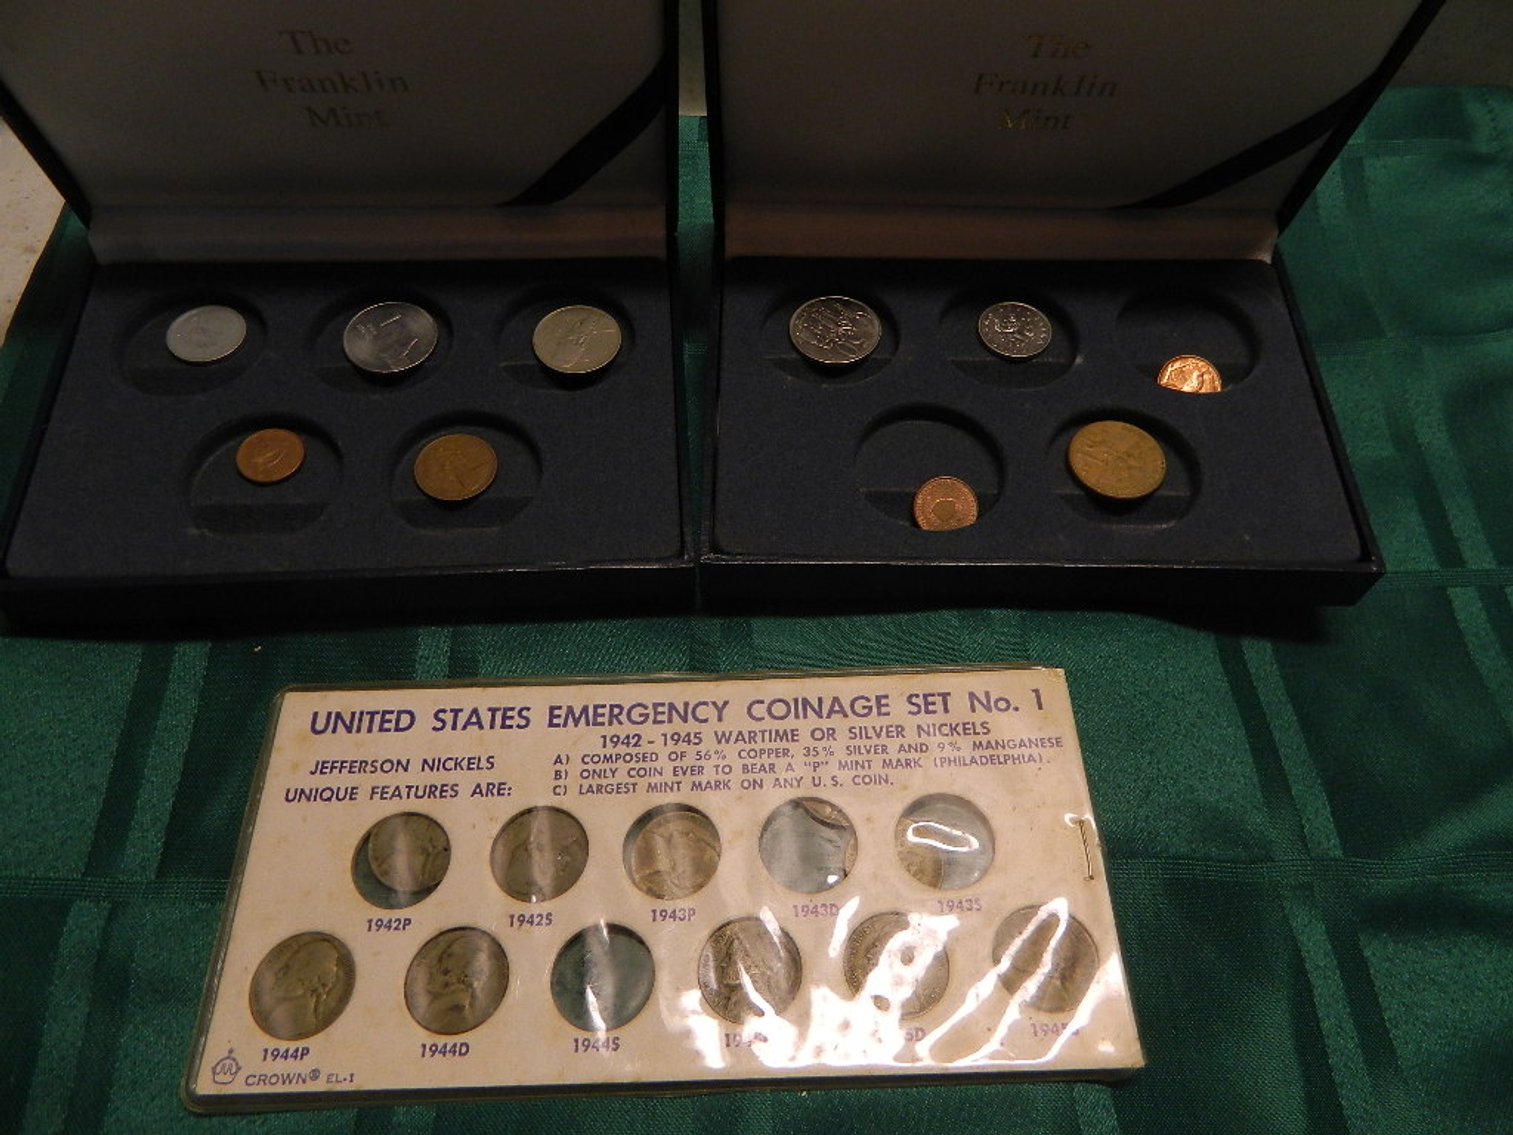 The
Franklin
Mint
The
Franklin
Mint
UNITED STATES EMERGENCY COINAGE SET No. 1
1942 - 1945 WARTIME OR SILVER NICKELS
JEFFERSON NICKELS
UNIQUE FEATURES ARE:
A) COMPOSED OF 56% COPPER, 35% SILVER AND 9% MANGANESE
B) ONLY COIN EVER TO BEAR A "P" MINT MARK (PHILADELPHIA).
C) LARGEST MINT MARK ON ANY U.S. COIN.
1942P 1942S 1943P 1943D 1943S
1944P 1944D 1944S
CROWN® EL-1